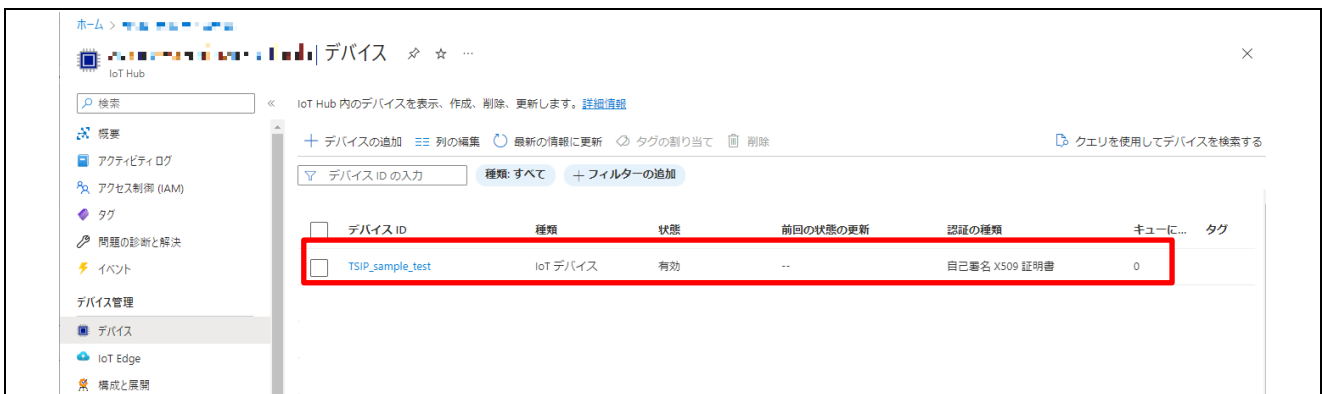 ホーム >
| デバイス
IoT Hub
検索
IoT Hub 内のデバイスを表示、作成、削除、更新します。詳細情報
概要
アクティビティ ログ
アクセス制御 (IAM)
タグ
問題の診断と解決
イベント
デバイス管理
デバイス
IoT Edge
構成と展開
デバイスの追加 列の編集 最新の情報に更新 タグの割り当て 削除 クエリを使用してデバイスを検索する
デバイス ID の入力 種類: すべて フィルターの追加
デバイス ID 種類 状態 前回の状態の更新 認証の種類 キューに... タグ
TSIP_sample_test IoT デバイス 有効 -- 自己署名 X509 証明書 0